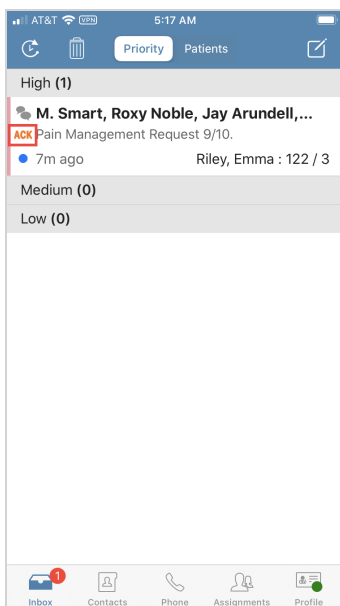 AT&T VPN 5:17 AM
Priority Patients
High (1)
M. Smart, Roxy Noble, Jay Arundell,...
ACK Pain Management Request 9/10.
7m ago Riley, Emma : 122 / 3
Medium (0)
Low (0)
1
Inbox Contacts Phone Assignments Profile